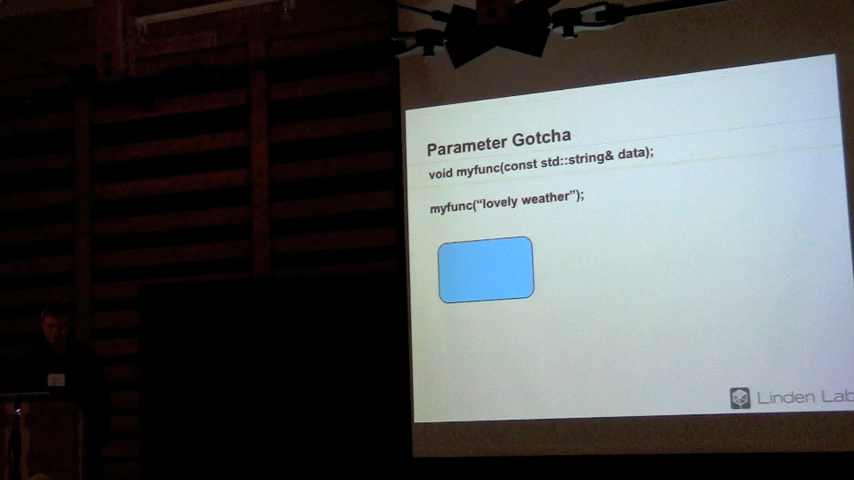 Parameter Gotcha
void myfunc(const std::string& data);
myfunc(“lovely weather”);
Linden Lab